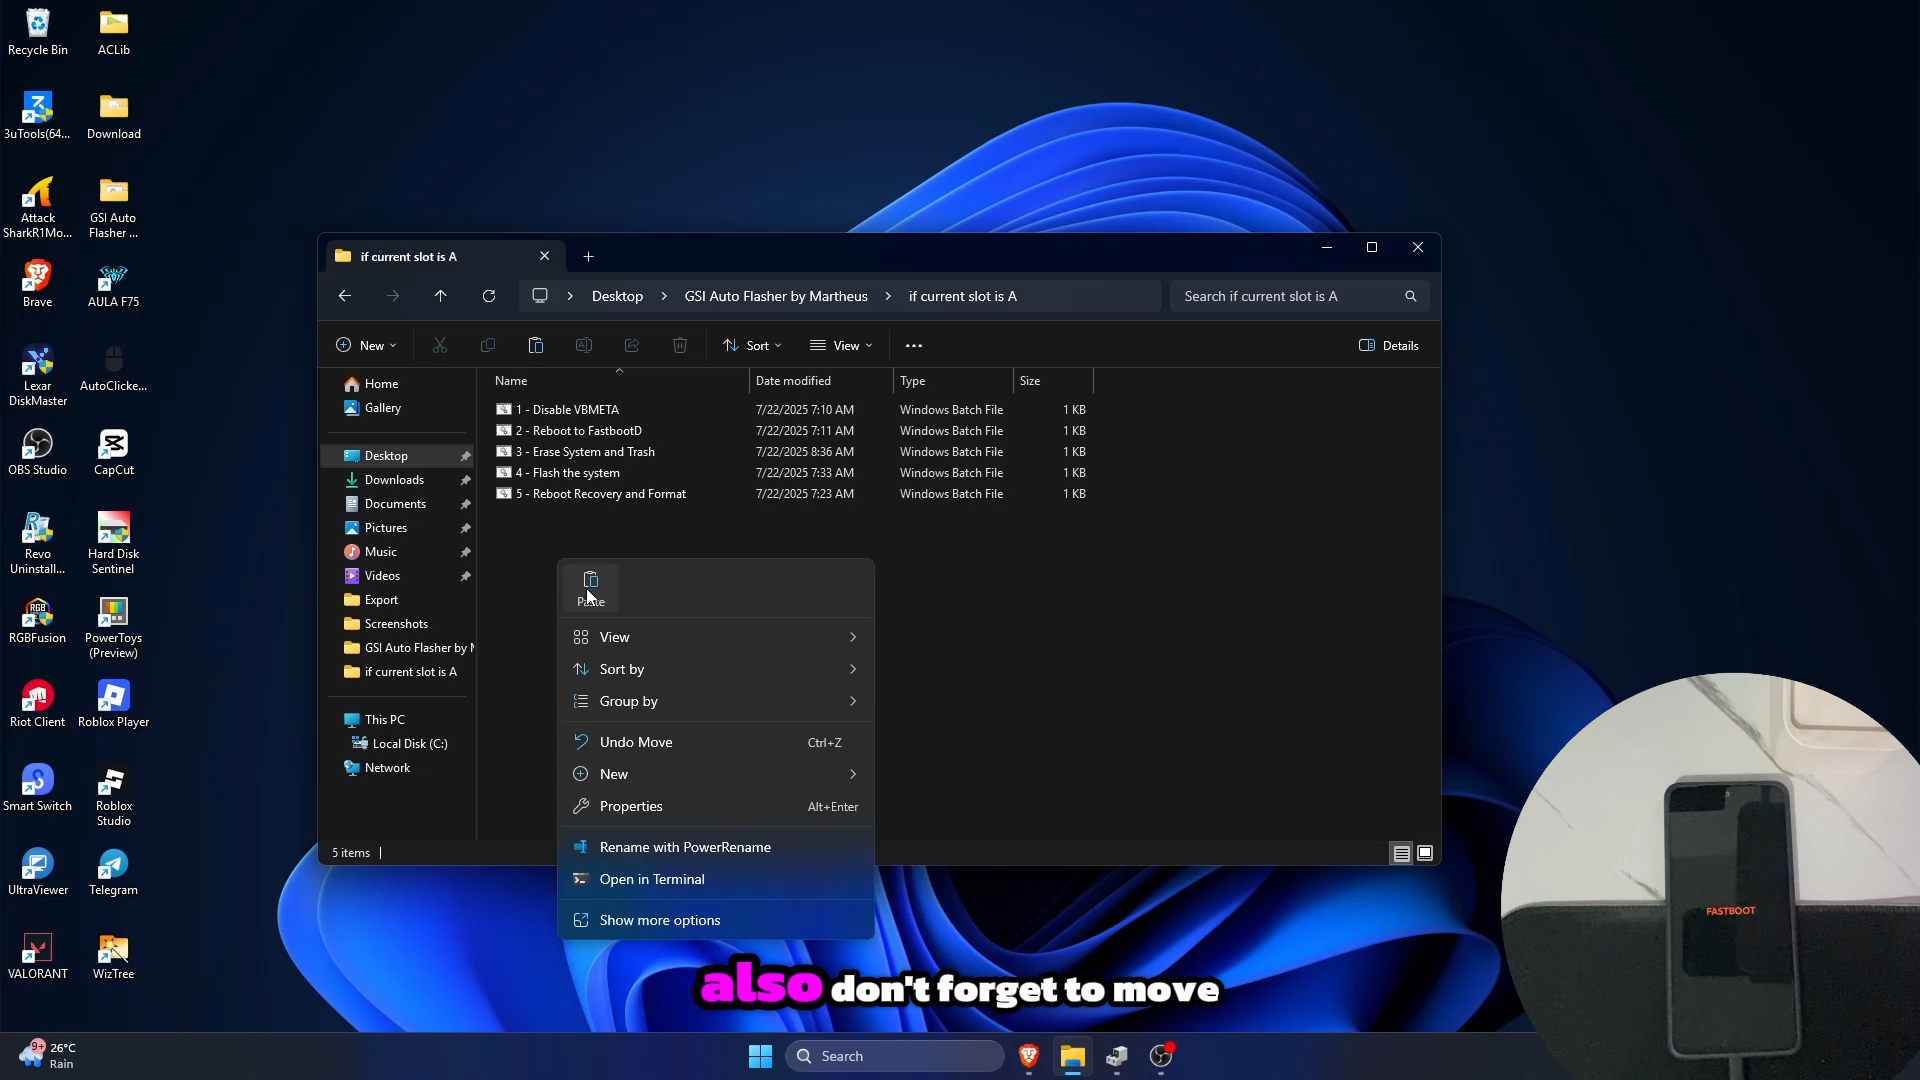 Recycle Bin
ACLib
3uTools(64...
Download
Attack
SharkR1Mo...
GSI Auto
Flasher ...
Brave
AULA F75
Lexar
DiskMaster
AutoClicke...
OBS Studio
CapCut
Revo
Uninstall...
Hard Disk
Sentinel
RGB
RGBFusion
PowerToys
(Preview)
Riot Client
Roblox Player
Smart Switch
Roblox
Studio
UltraViewer
Telegram
VALORANT
WizTree
if current slot is A
Desktop
GSI Auto Flasher by Martheus
if current slot is A
Search if current slot is A
New
Sort
View
Details
Home
Gallery
Desktop
Downloads
Documents
Pictures
Music
Videos
Export
Screenshots
GSI Auto Flasher by
if current slot is A
This PC
Local Disk (C:)
Network
Name Date modified Type Size
1 - Disable VBMETA 7/22/2025 7:10 AM Windows Batch File 1 KB
2 - Reboot to FastbootD 7/22/2025 7:11 AM Windows Batch File 1 KB
3 - Erase System and Trash 7/22/2025 8:36 AM Windows Batch File 1 KB
4 - Flash the system 7/22/2025 7:33 AM Windows Batch File 1 KB
5 - Reboot Recovery and Format 7/22/2025 7:23 AM Windows Batch File 1 KB
Paste
View
Sort by
Group by
Undo Move Ctrl+Z
New
Properties Alt+Enter
Rename with PowerRename
Open in Terminal
Show more options
5 items
FASTBOOT
also don't forget to move
9+
26°C
Rain
Search